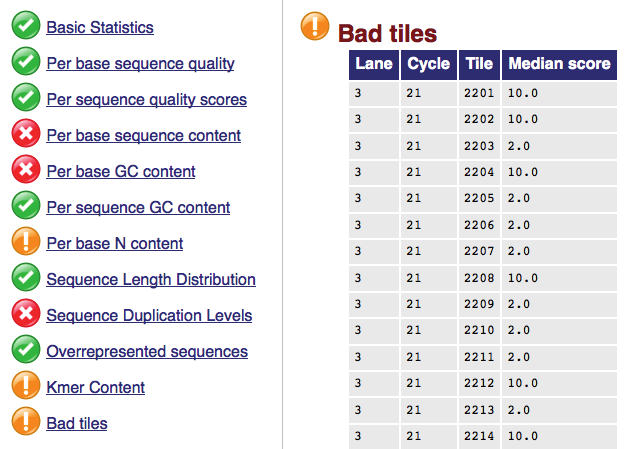 Basic Statistics
Per base sequence quality
Per sequence quality scores
Per base sequence content
Per base GC content
Per sequence GC content
Per base N content
Sequence Length Distribution
Sequence Duplication Levels
Overrepresented sequences
Kmer Content
Bad tiles
Bad tiles
Lane Cycle Tile Median score
3 21 2201 10.0
3 21 2202 10.0
3 21 2203 2.0
3 21 2204 10.0
3 21 2205 2.0
3 21 2206 2.0
3 21 2207 2.0
3 21 2208 10.0
3 21 2209 2.0
3 21 2210 2.0
3 21 2211 2.0
3 21 2212 10.0
3 21 2213 2.0
3 21 2214 10.0